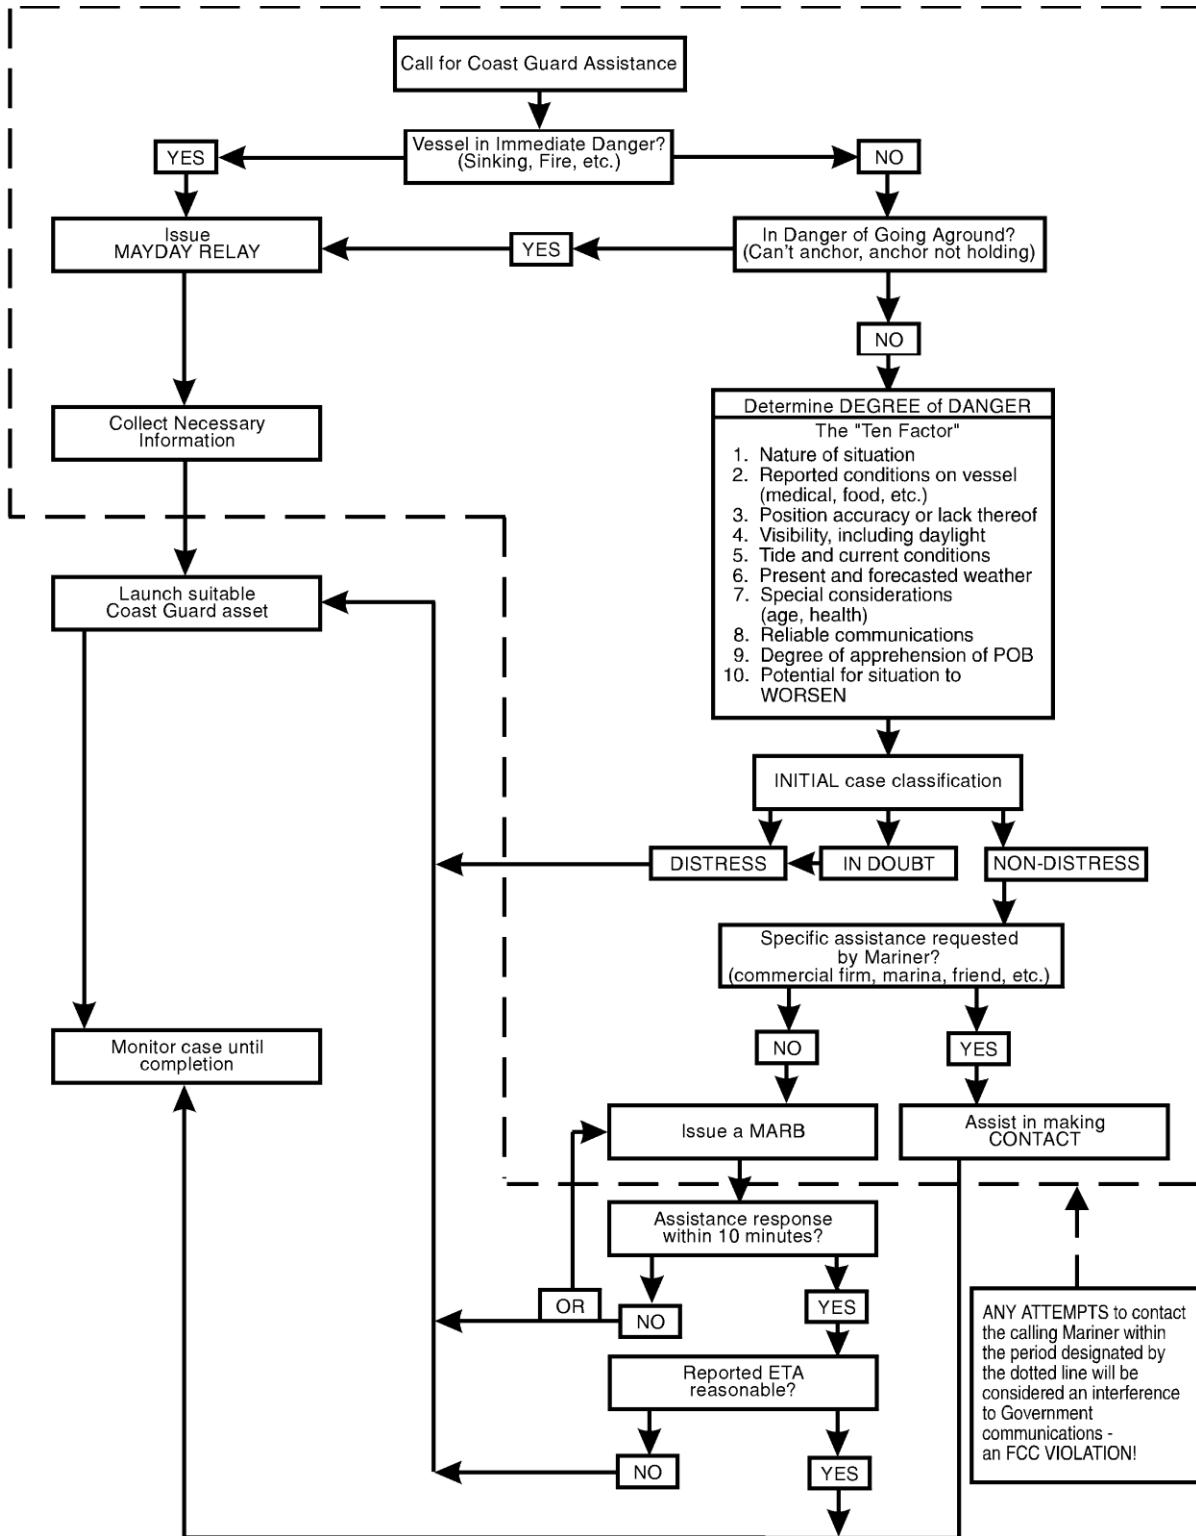 Call for Coast Guard Assistance
Vessel in Immediate Danger?
(Sinking, Fire, etc.)
YES
NO
Issue
MAYDAY RELAY
YES
In Danger of Going Aground?
(Can't anchor, anchor not holding)
NO
Collect Necessary
Information
Determine DEGREE of DANGER
The "Ten Factor"
1. Nature of situation
2. Reported conditions on vessel
(medical, food, etc.)
3. Position accuracy or lack thereof
4. Visibility, including daylight
5. Tide and current conditions
6. Present and forecasted weather
7. Special considerations
(age, health)
8. Reliable communications
9. Degree of apprehension of POB
10. Potential for situation to
WORSEN
Launch suitable
Coast Guard asset
INITIAL case classification
DISTRESS
IN DOUBT
NON-DISTRESS
Specific assistance requested
by Mariner?
(commercial firm, marina, friend, etc.)
NO
YES
Monitor case until
completion
Issue a MARB
Assist in making
CONTACT
Assistance response
within 10 minutes?
OR
NO
YES
Reported ETA
reasonable?
NO
YES
ANY ATTEMPTS to contact
the calling Mariner within
the period designated by
the dotted line will be
considered an interference
to Government
communications -
an FCC VIOLATION!